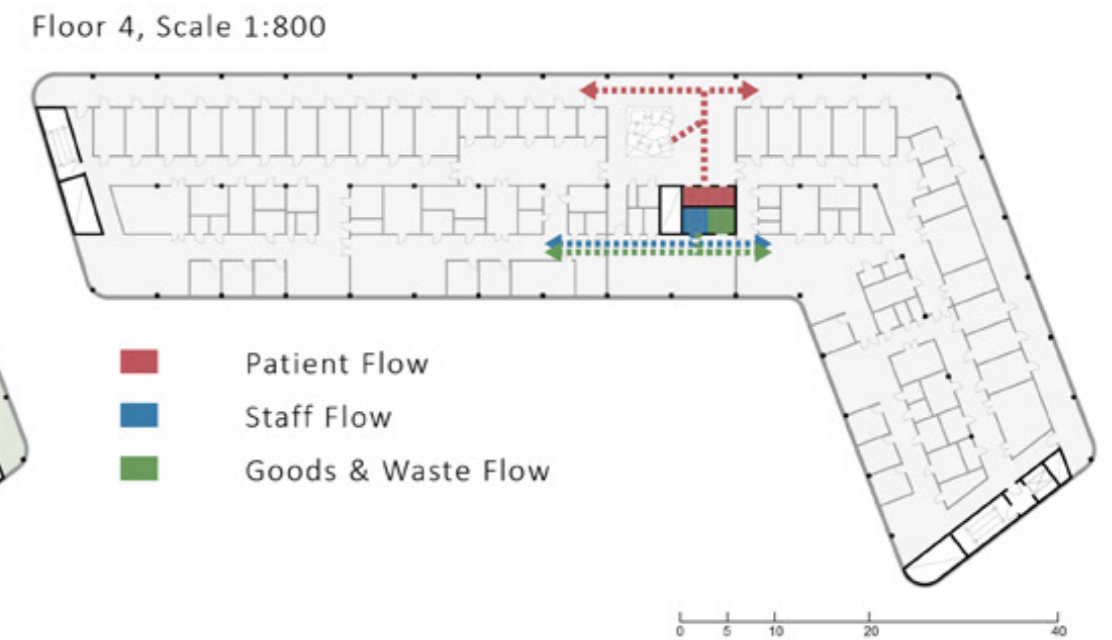 Floor 4, Scale 1:800
Patient Flow
Staff Flow
Goods & Waste Flow
0 5 10 20 40